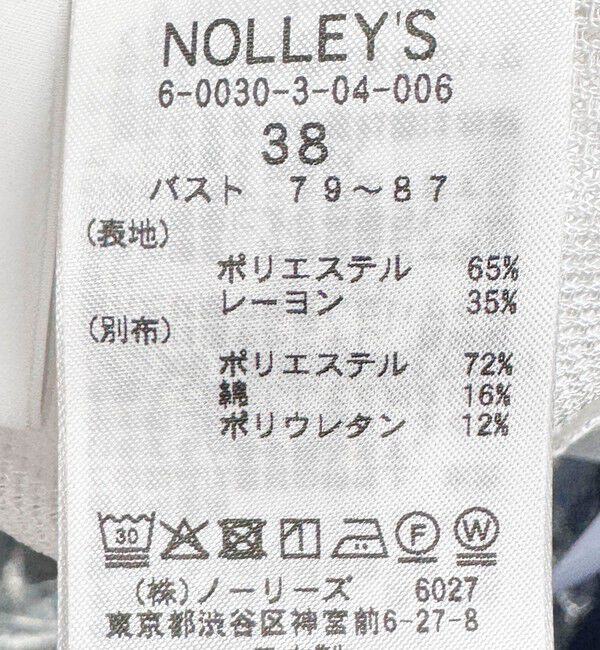 NOLLEY'S
6-0030-3-04-006
38
バスト 79～87
(表地)
ポリエステル 65%
レーヨン 35%
(別布)
ポリエステル 72%
綿 16%
ポリウレタン 12%
30 F W
(株)ノーリーズ 6027
東京都渋谷区神宮前6-27-8